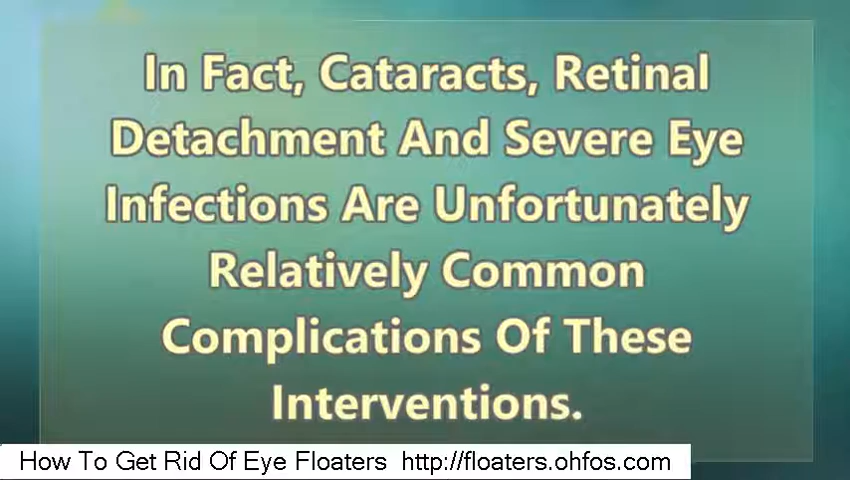 In Fact, Cataracts, Retinal
Detachment And Severe Eye
Infections Are Unfortunately
Relatively Common
Complications Of These
Interventions.
How To Get Rid Of Eye Floaters  http://floaters.ohfos.com